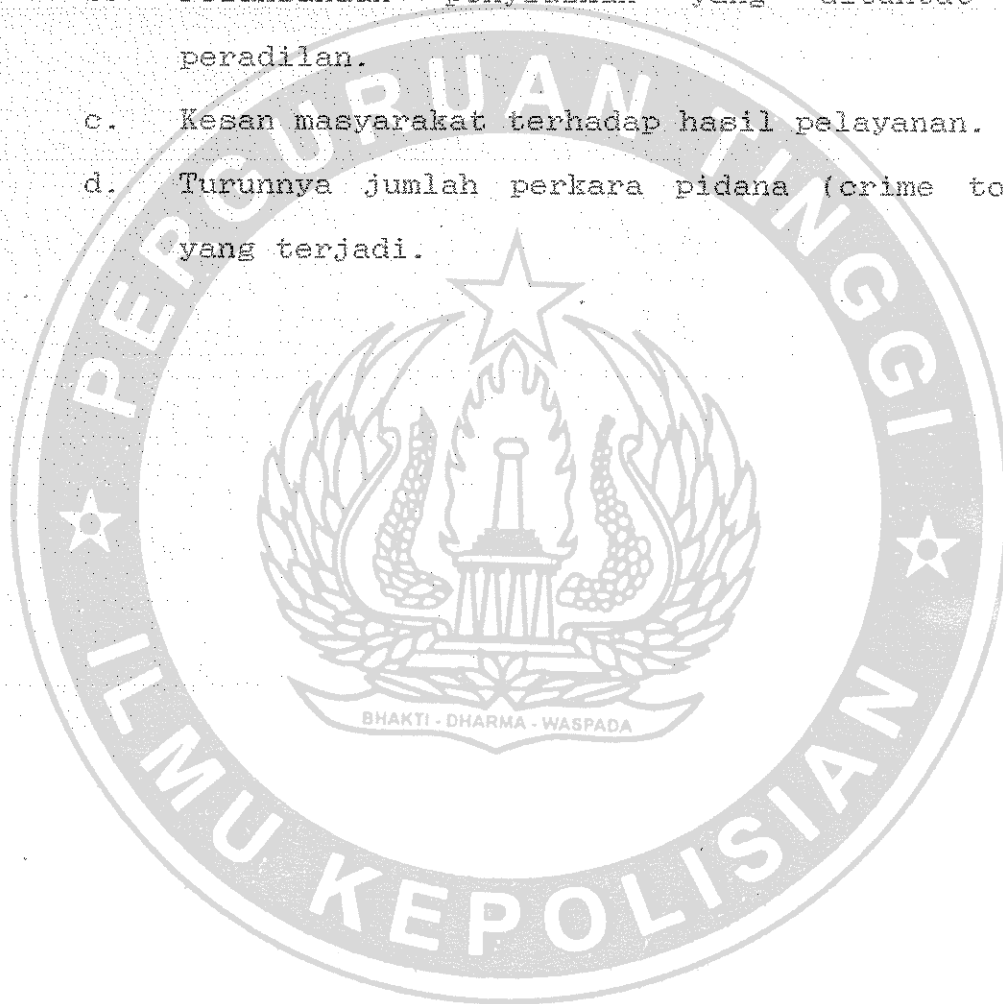 peradilan.
c. Kesan masyarakat terhadap hasil pelayanan.
d. Turunnya jumlah perkara pidana (crime to
yang terjadi.
PERGURUAN TINGGI
BHAKTI - DHARMA - WASPADA
ILMU KEPOLISIAN